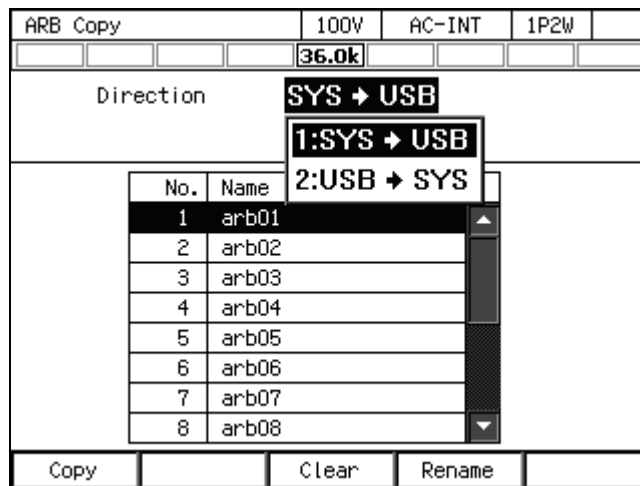 ARB Copy 100V AC-INT 1P2W
36.0k
Direction SYS → USB
1:SYS → USB
2:USB → SYS
No. Name
1 arb01
2 arb02
3 arb03
4 arb04
5 arb05
6 arb06
7 arb07
8 arb08
Copy Clear Rename